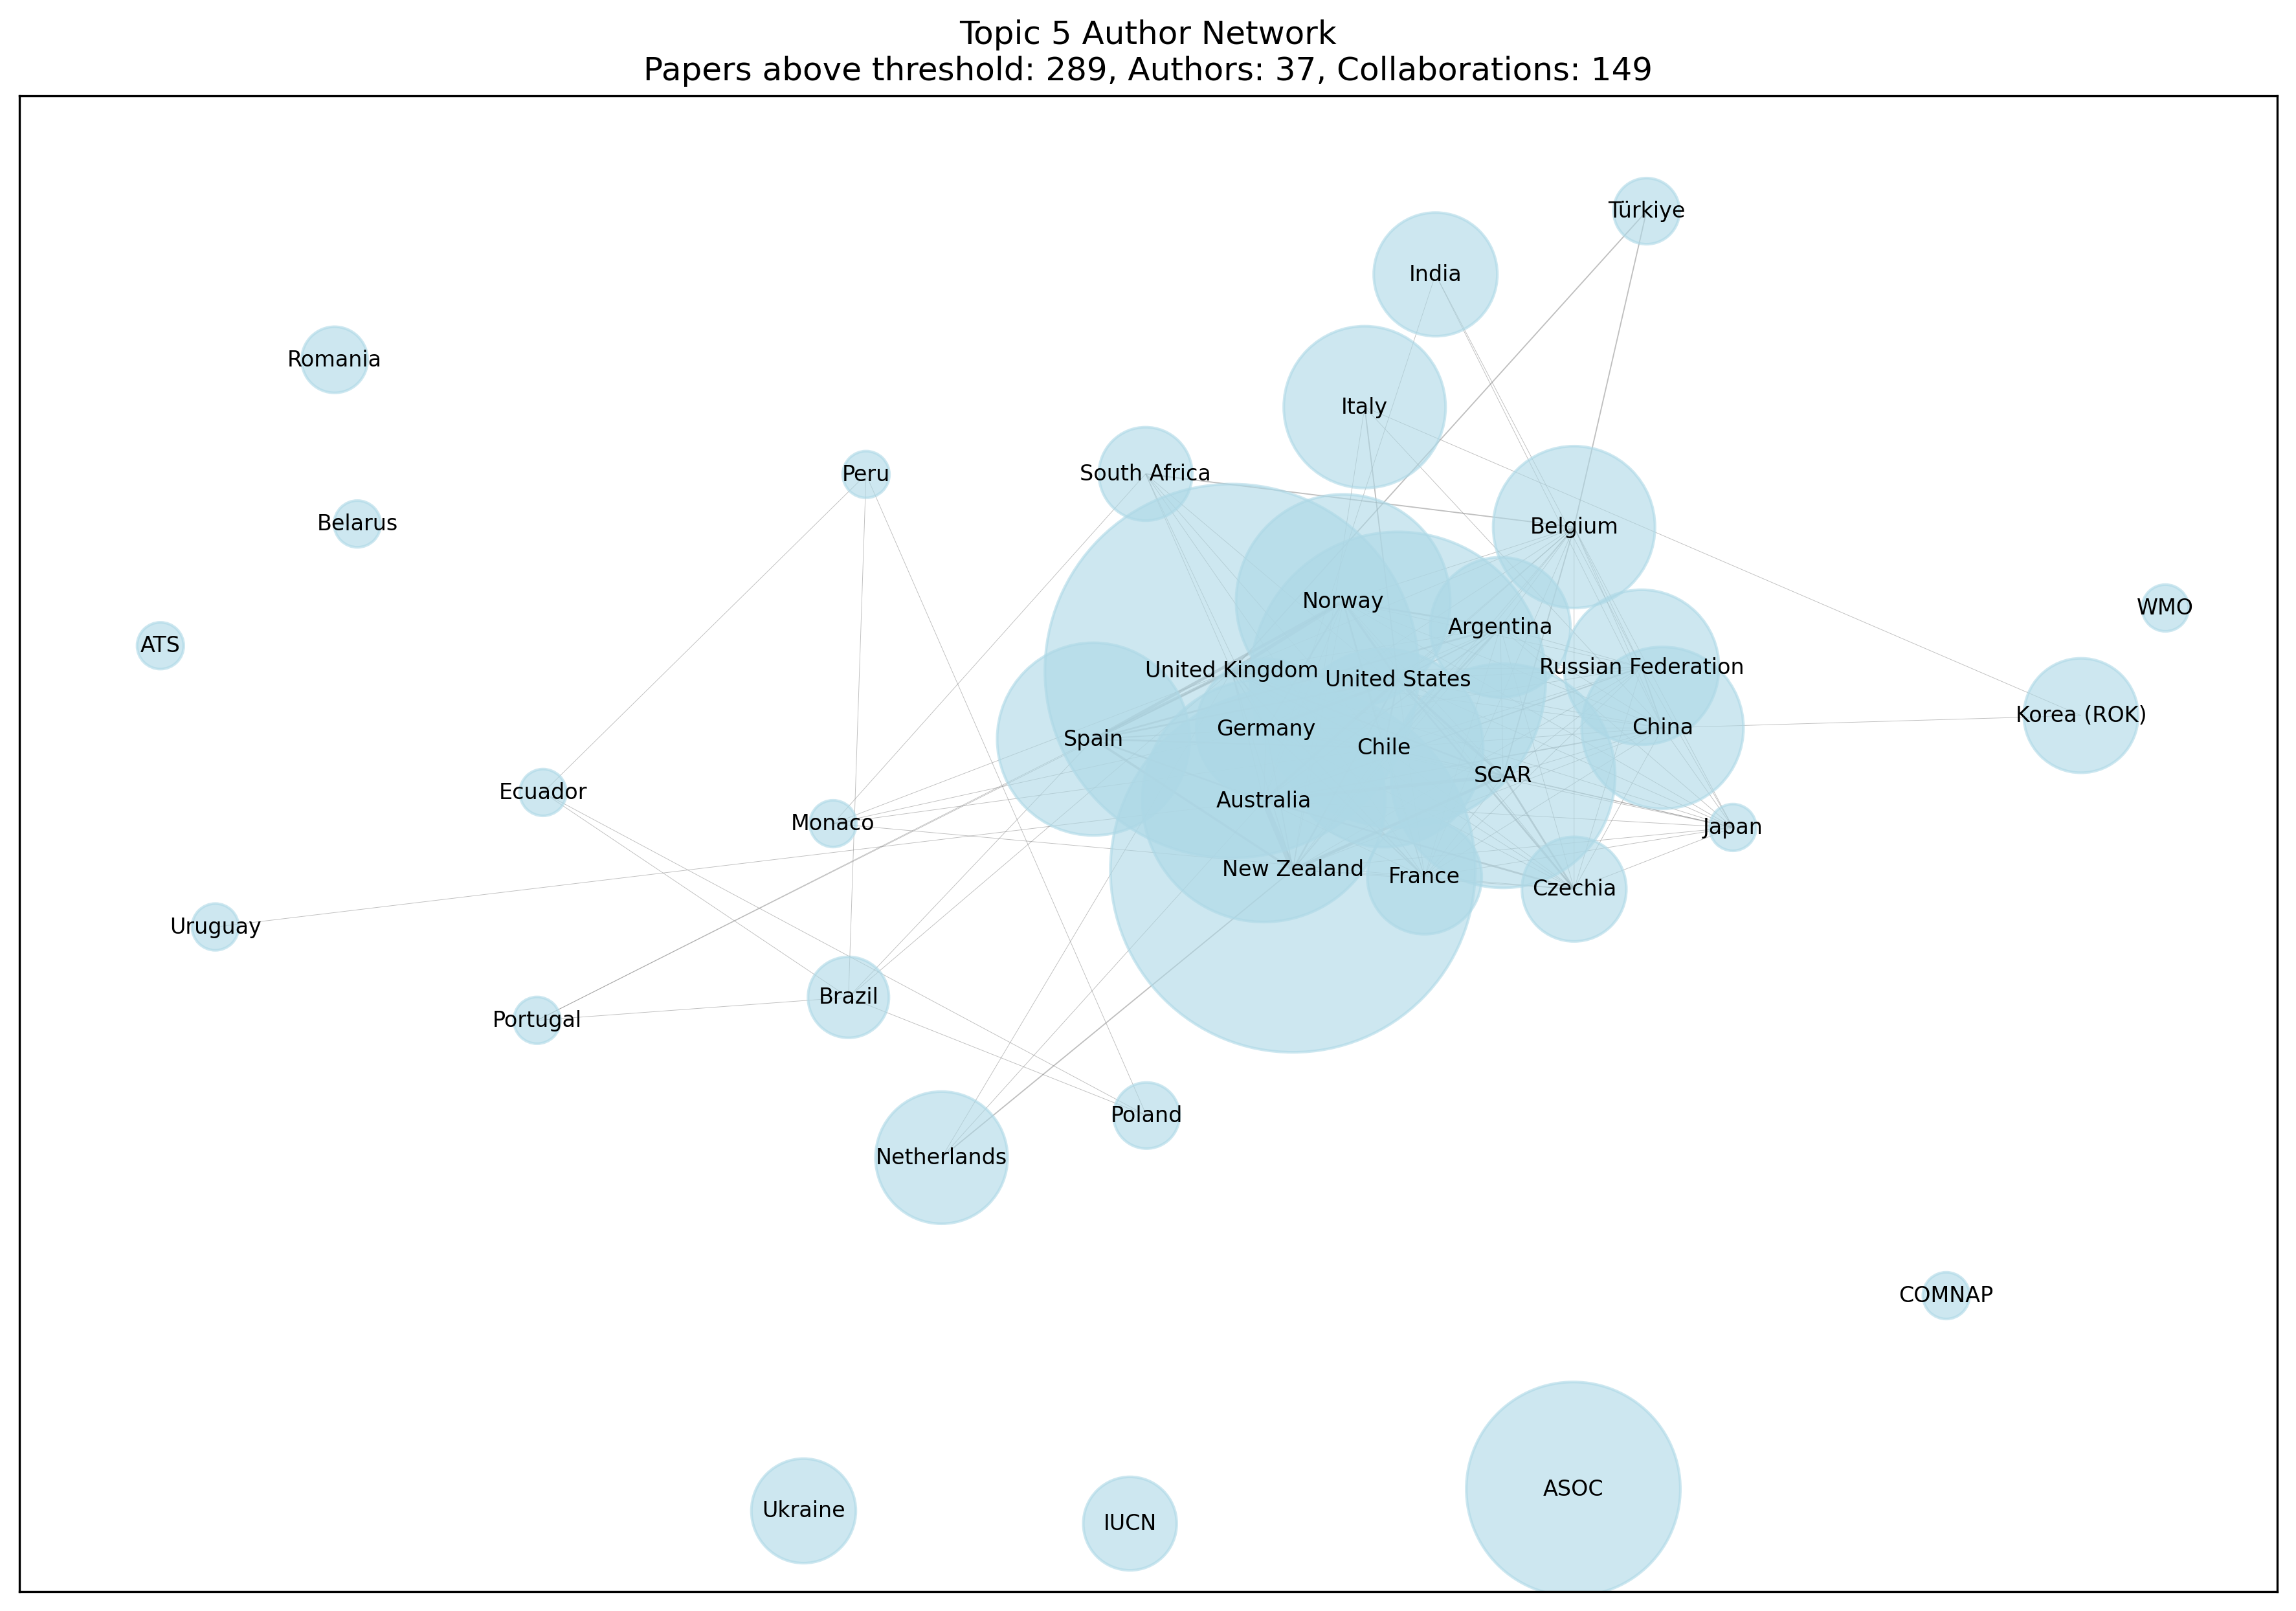 Topic 5 Author Network
Papers above threshold: 289, Authors: 37, Collaborations: 149
Türkiye
India
Romania
Italy
Peru
South Africa
Belarus
Belgium
Norway
WMO
Argentina
ATS
United Kingdom
Russian Federation
United States
Korea (ROK)
Germany
China
Spain
Chile
SCAR
Ecuador
Australia
Monaco
Japan
New Zealand
France
Czechia
Uruguay
Brazil
Portugal
Poland
Netherlands
COMNAP
ASOC
Ukraine
IUCN